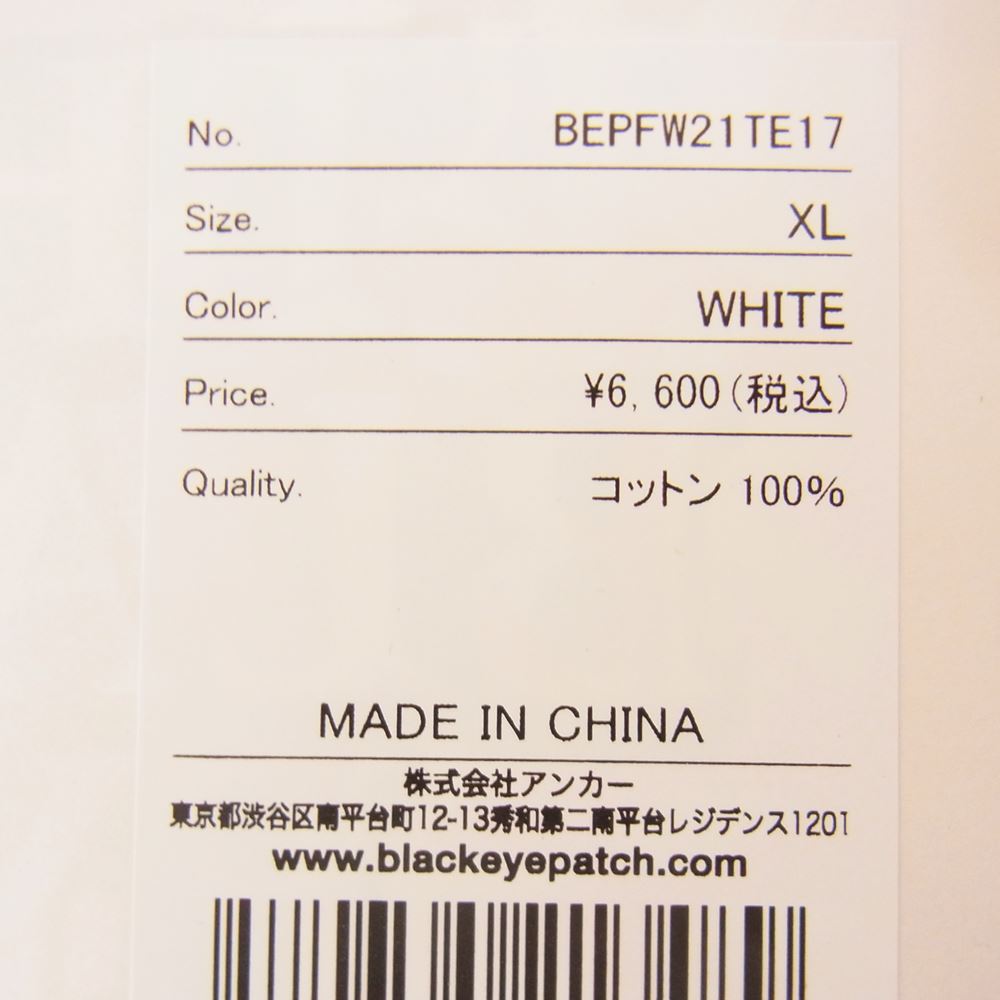 No. BEPFW21TE17
Size. XL
Color. WHITE
Price. ¥6,600(税込)
Quality. コットン 100%
MADE IN CHINA
株式会社アンカー
東京都渋谷区南平台町12-13秀和第二南平台レジデンス1201
www.blackeyepatch.com